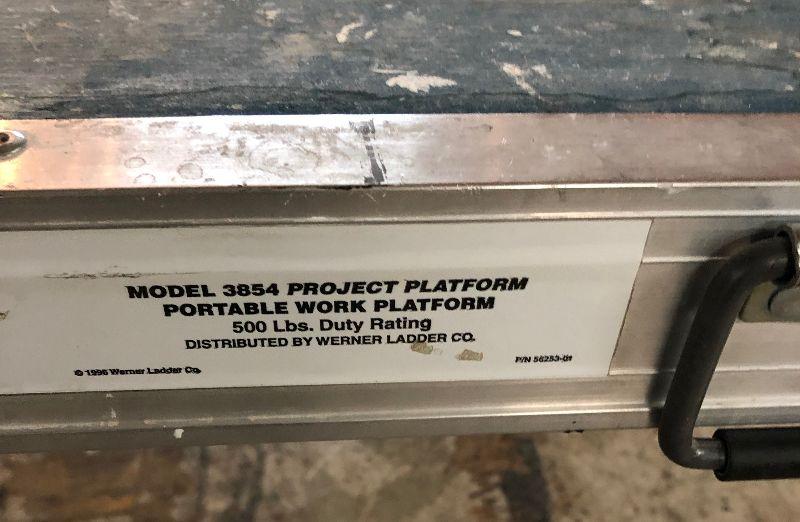 MODEL 3854 PROJECT PLATFORM
PORTABLE WORK PLATFORM
500 Lbs. Duty Rating
DISTRIBUTED BY WERNER LADDER CO.
© 1996 Werner Ladder Co.
P/N 56253-01